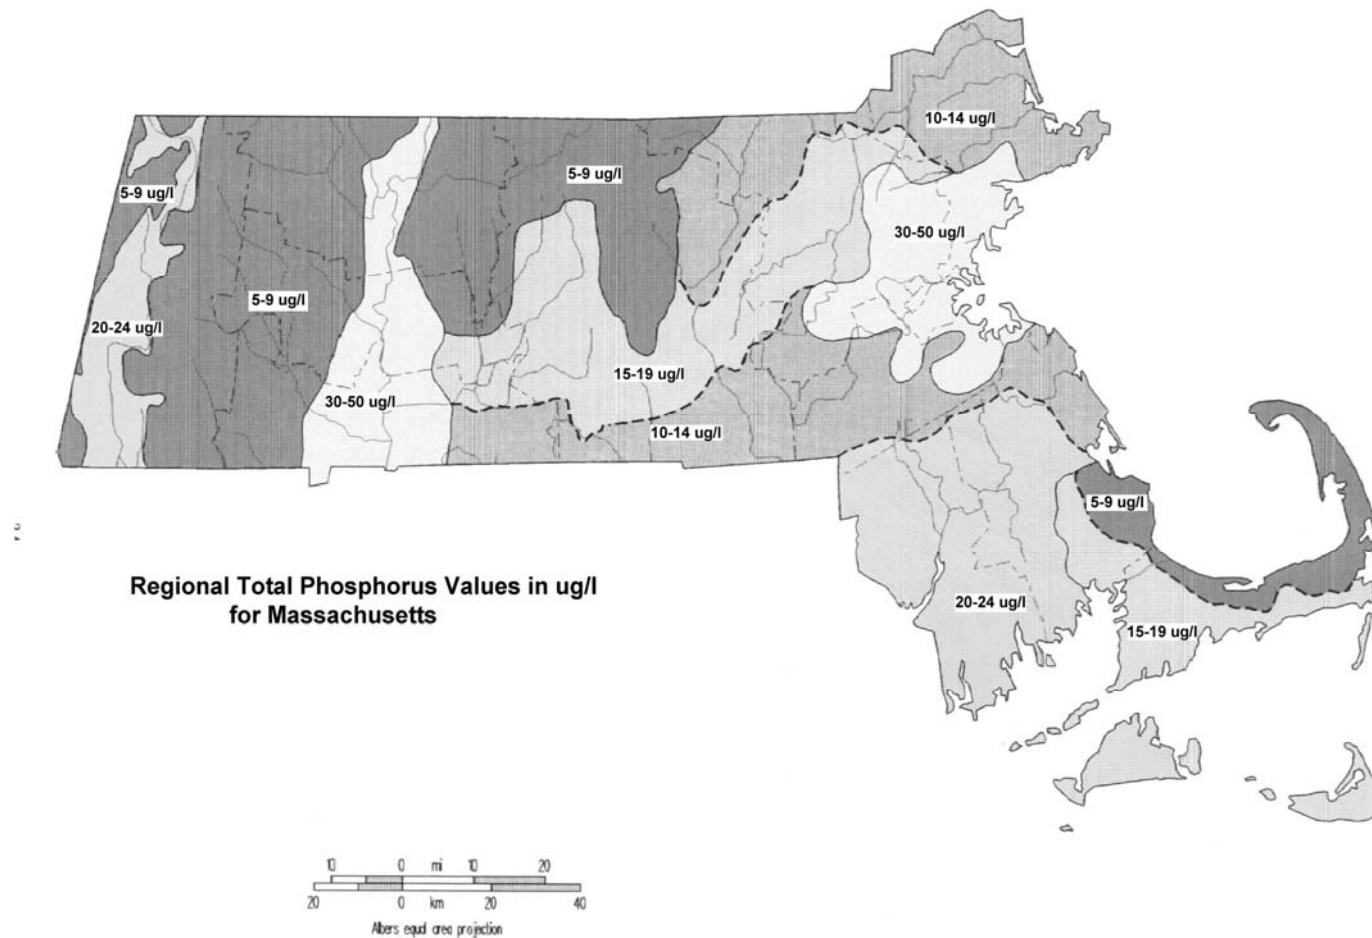 10-14 ug/l
5-9 ug/l
5-9 ug/l
30-50 ug/l
5-9 ug/l
20-24 ug/l
15-19 ug/l
30-50 ug/l
10-14 ug/l
5-9 ug/l
Regional Total Phosphorus Values in ug/l
for Massachusetts
20-24 ug/l
15-19 ug/l
10 0 mi 10 20
20 0 km 20 40
Albers equal area projection